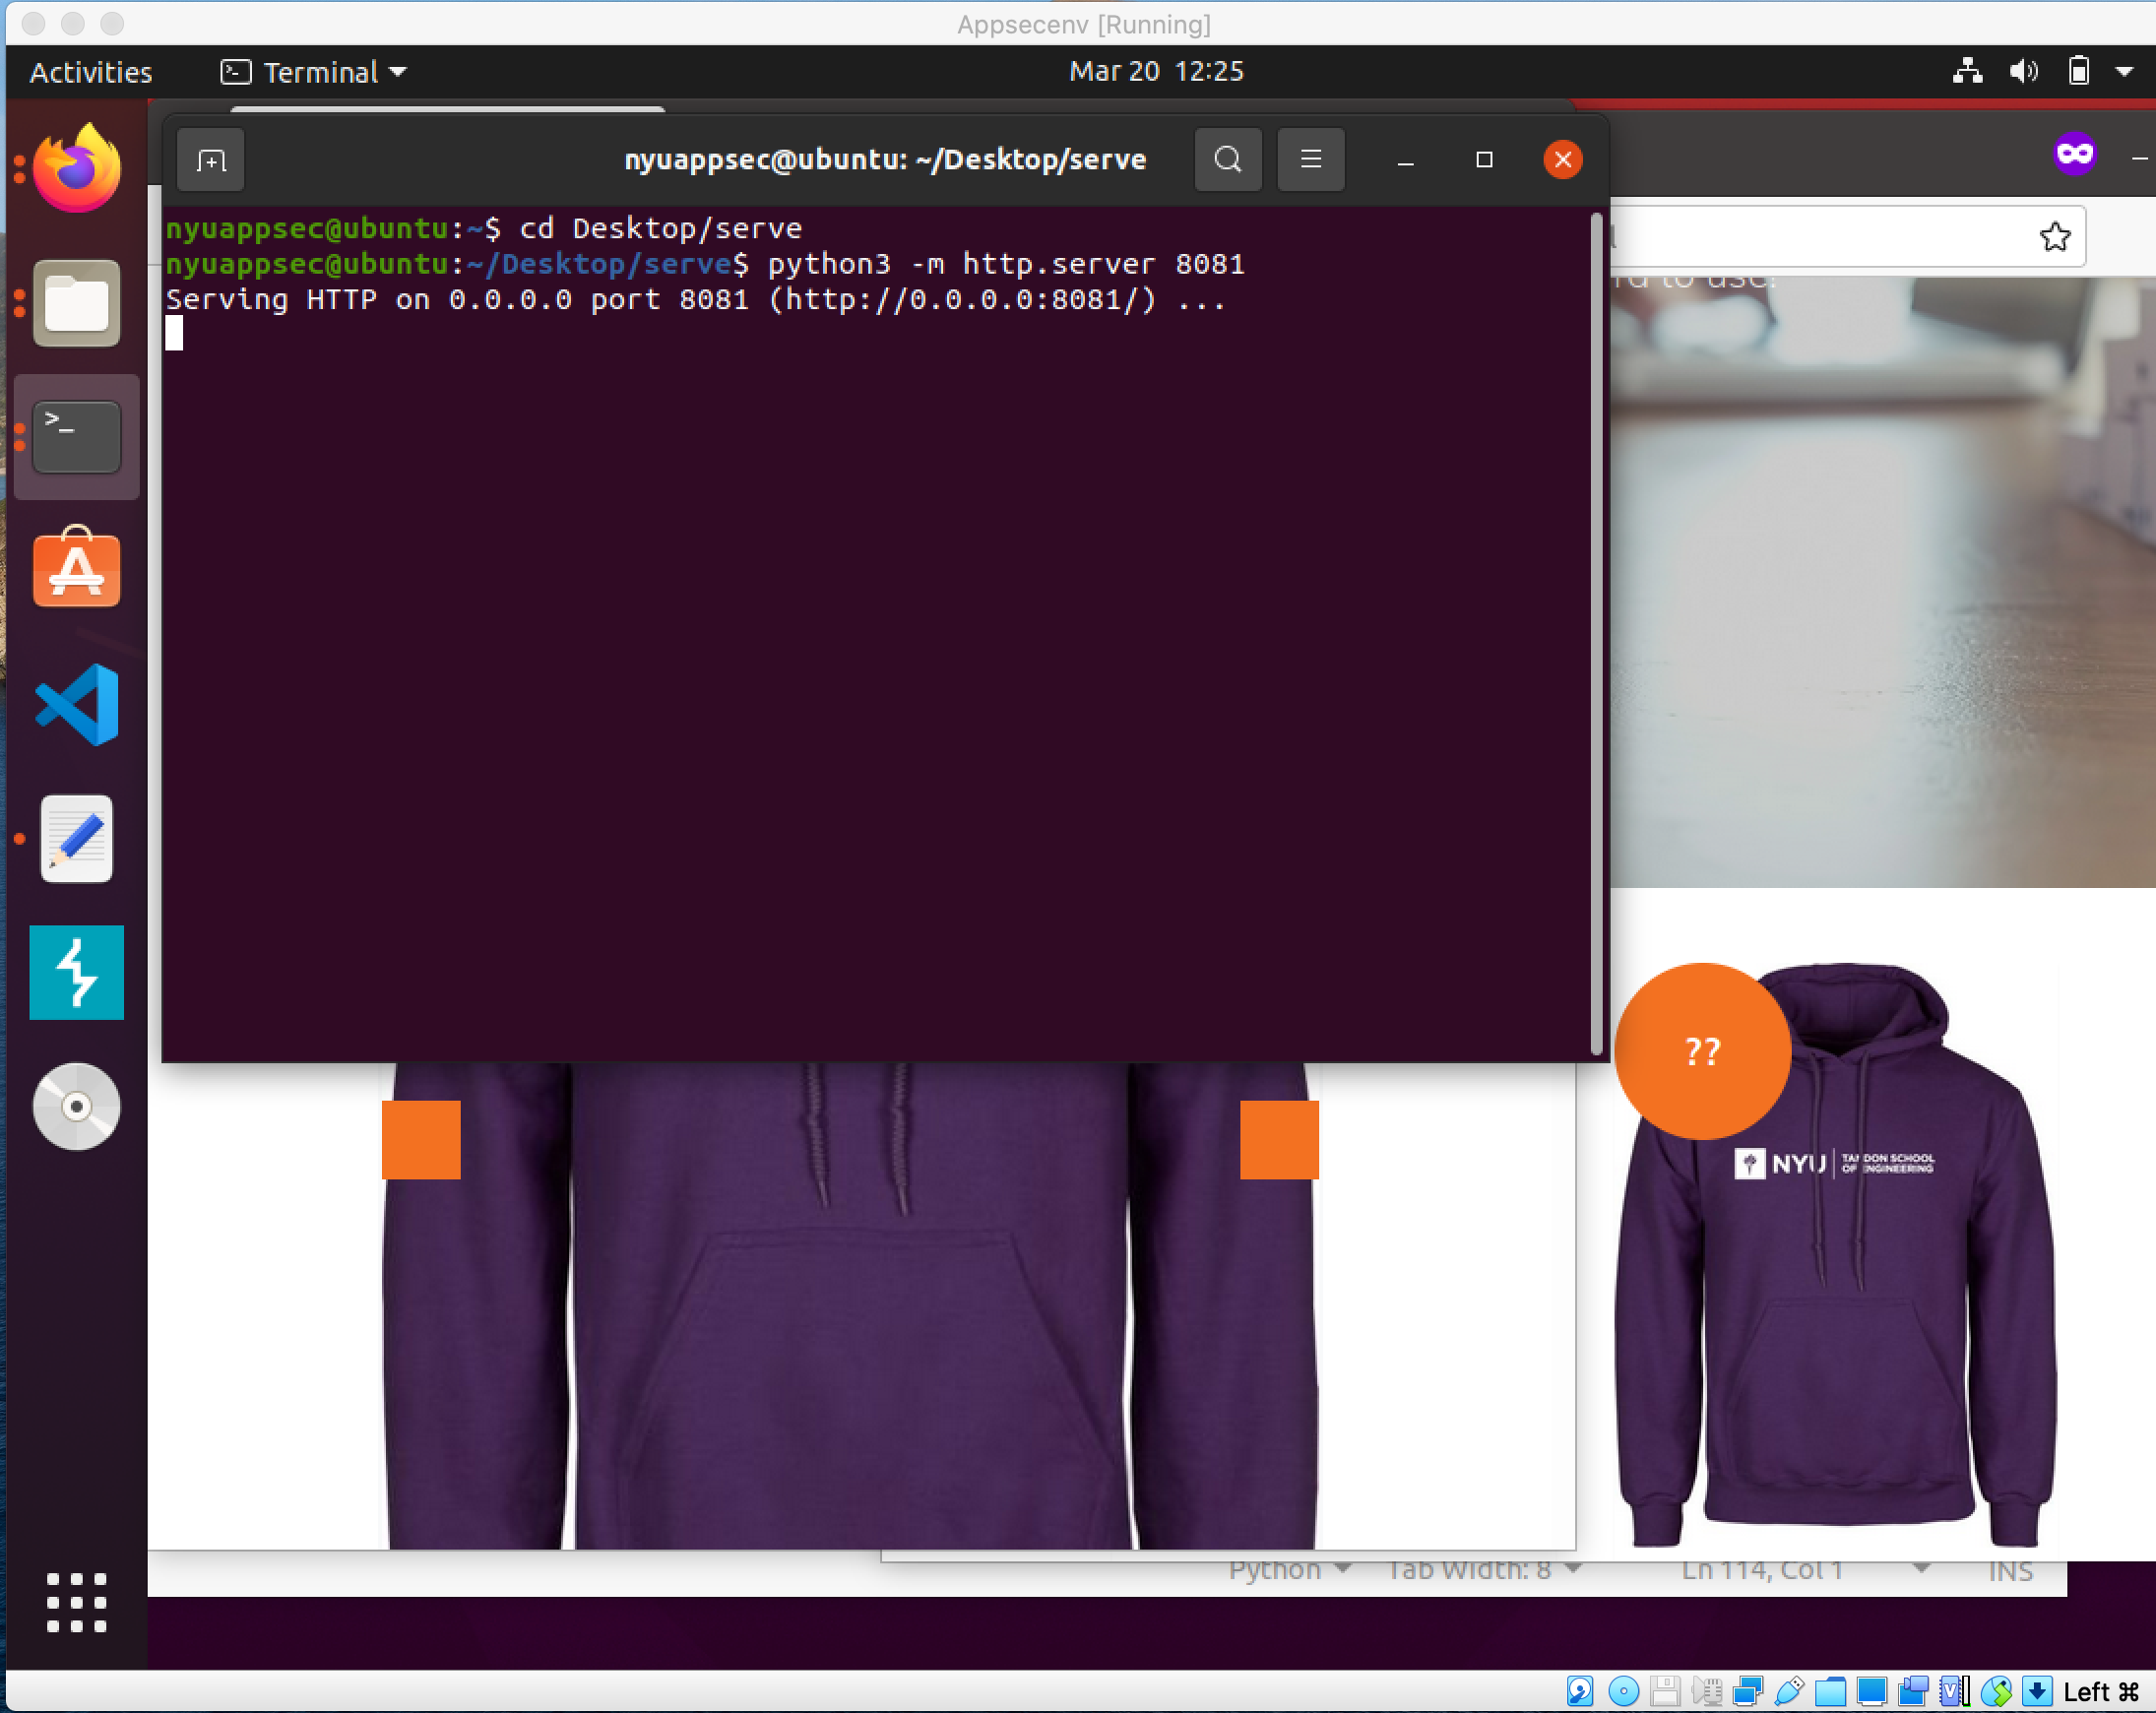 Appsecenv [Running]
Activities
Terminal
Mar 20 12:25
nyuappsec@ubuntu: ~/Desktop/serve
nyuappsec@ubuntu:~$ cd Desktop/serve
nyuappsec@ubuntu:~/Desktop/serve$ python3 -m http.server 8081
Serving HTTP on 0.0.0.0 port 8081 (http://0.0.0.0:8081/) ...
to use!
??
NYU
TANDON SCHOOL
OF ENGINEERING
Python
Tab Width: 8
Ln 114, Col 1
INS
Left ⌘